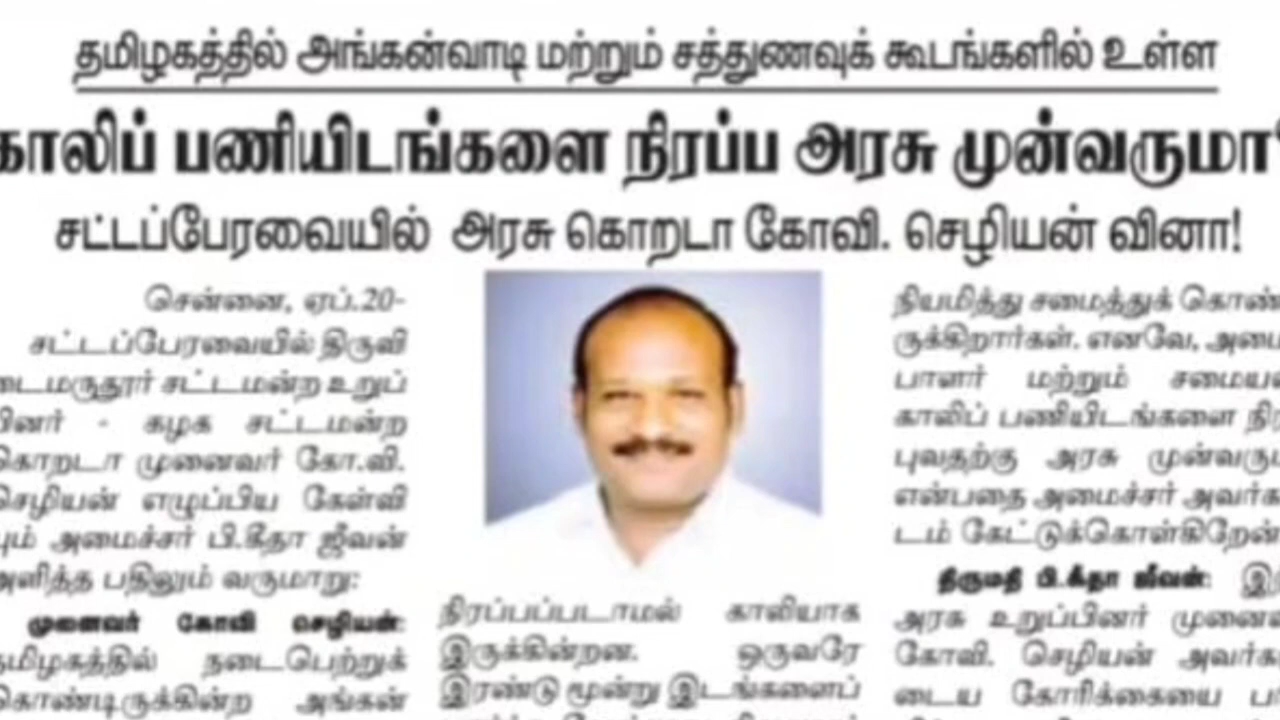 தமிழகத்தில் அங்கன்வாடி மற்றும் சத்துணவுக் கூடங்களில் உள்ள
காலிப் பணியிடங்களை நிரப்ப அரசு முன்வருமா
சட்டப்பேரவையில் அரசு கொறடா கோவி. செழியன் வினா!
சென்னை, ஏப்.20-
சட்டப்பேரவையில் திருவி
டைமருதூர் சட்டமன்ற உறுப்
பினர் - கழக சட்டமன்ற
கொறடா முனைவர் கோ.வி.
செழியன் எழுப்பிய கேள்வி
யும் அமைச்சர் பி.கீதா ஜீவன்
அளித்த பதிலும் வருமாறு:
முனைவர் கோவி செழியன்:
தமிழகத்தில் நடைபெற்றுக்
கொண்டிருக்கின்ற அங்கன்
நிரப்பப்படாமல் காலியாக
இருக்கின்றன. ஒருவரே
இரண்டு மூன்று இடங்களைப்
நியமித்து சமைத்துக் கொண்
ருக்கிறார்கள். எனவே, அமை
பாளர் மற்றும் சமைய
காலிப் பணியிடங்களை நிர
புவதற்கு அரசு முன்வரும
என்பதை அமைச்சர் அவர்க
டம் கேட்டுக்கொள்கிறேன்
திருமதி பி.கீதா ஜீவன்: இ
அரசு உறுப்பினர் முனைவ
கோவி. செழியன் அவர்க
டைய கோரிக்கையை ப